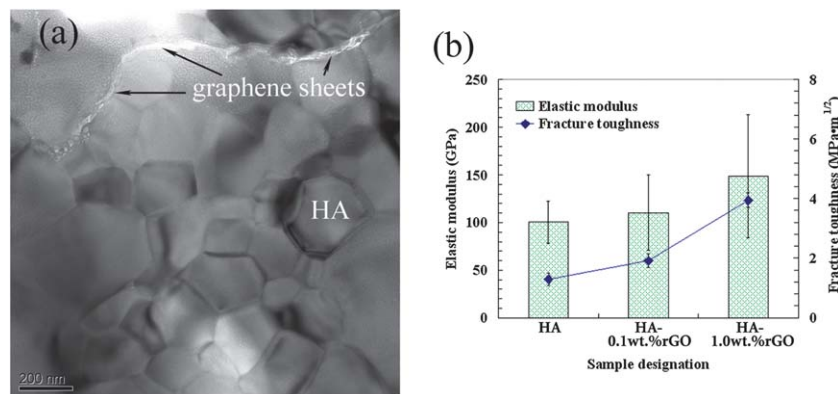 (a)
graphene sheets
HA
200 nm
(b)
250
200
150
100
50
0
Elastic modulus (GPa)
Elastic modulus
Fracture toughness
8
6
4
2
0
Fracture toughness (MPa•m^1/2)
HA
HA-
0.1wt.%rGO
HA-
1.0wt.%rGO
Sample designation